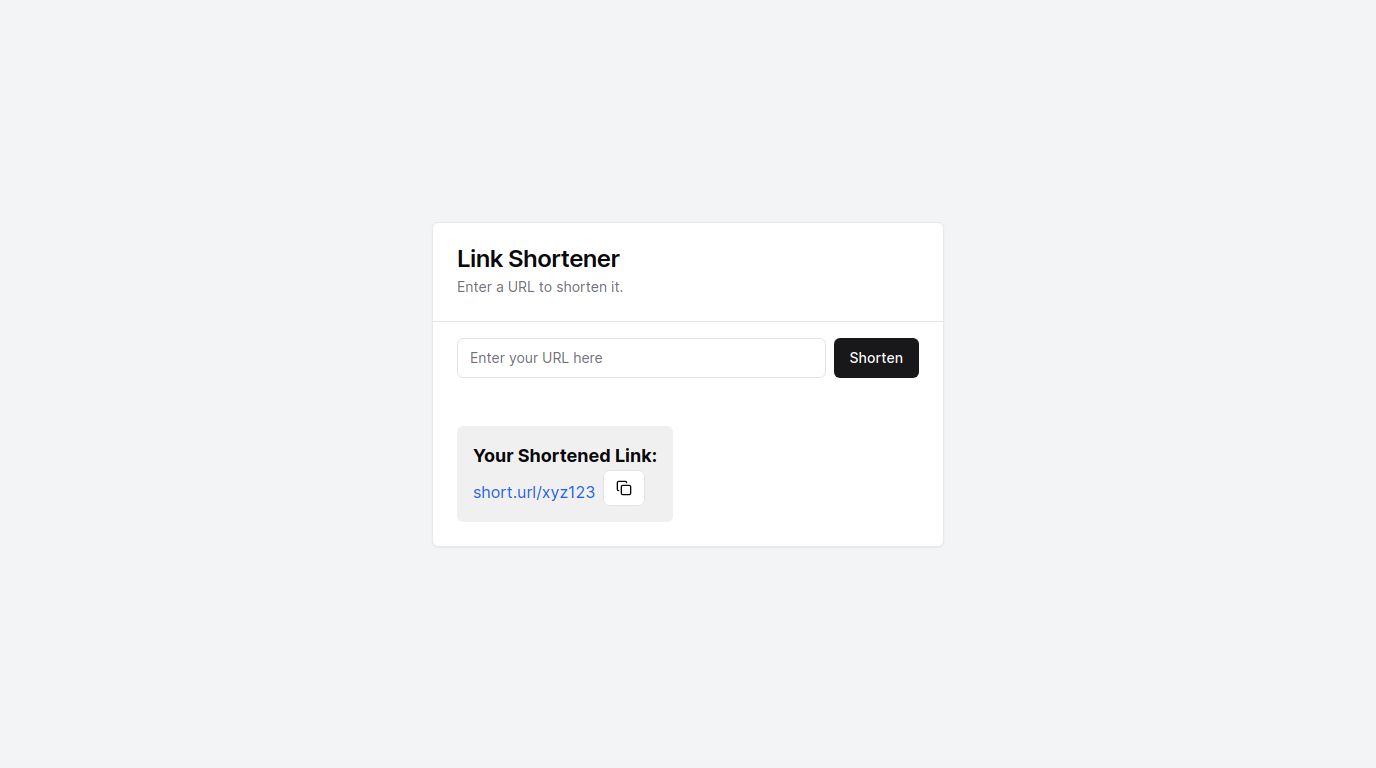 Link Shortener
Enter a URL to shorten it.
Enter your URL here
Shorten
Your Shortened Link:
short.url/xyz123